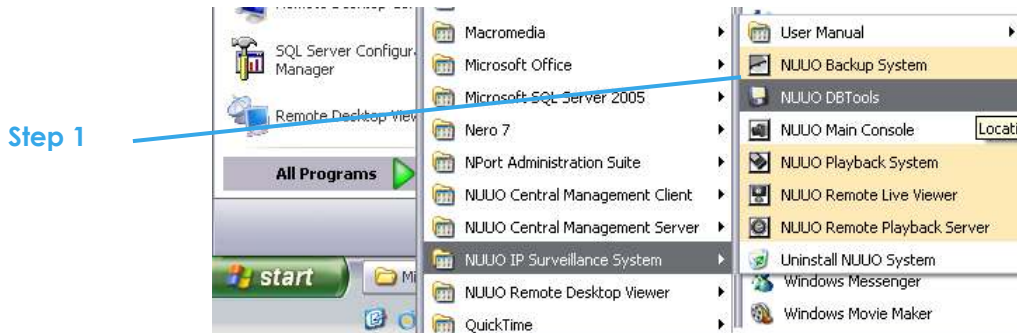 Step 1
SQL Server Configur
Manager
Remote Desktop View
All Programs
start
Macromedia
Microsoft Office
Microsoft SQL Server 2005
Nero 7
NPort Administration Suite
NUUO Central Management Client
NUUO Central Management Server
NUUO IP Surveillance System
NUUO Remote Desktop Viewer
QuickTime
User Manual
NUUO Backup System
NUUO DBTools
NUUO Main Console
Locati
NUUO Playback System
NUUO Remote Live Viewer
NUUO Remote Playback Server
Uninstall NUUO System
Windows Messenger
Windows Movie Maker